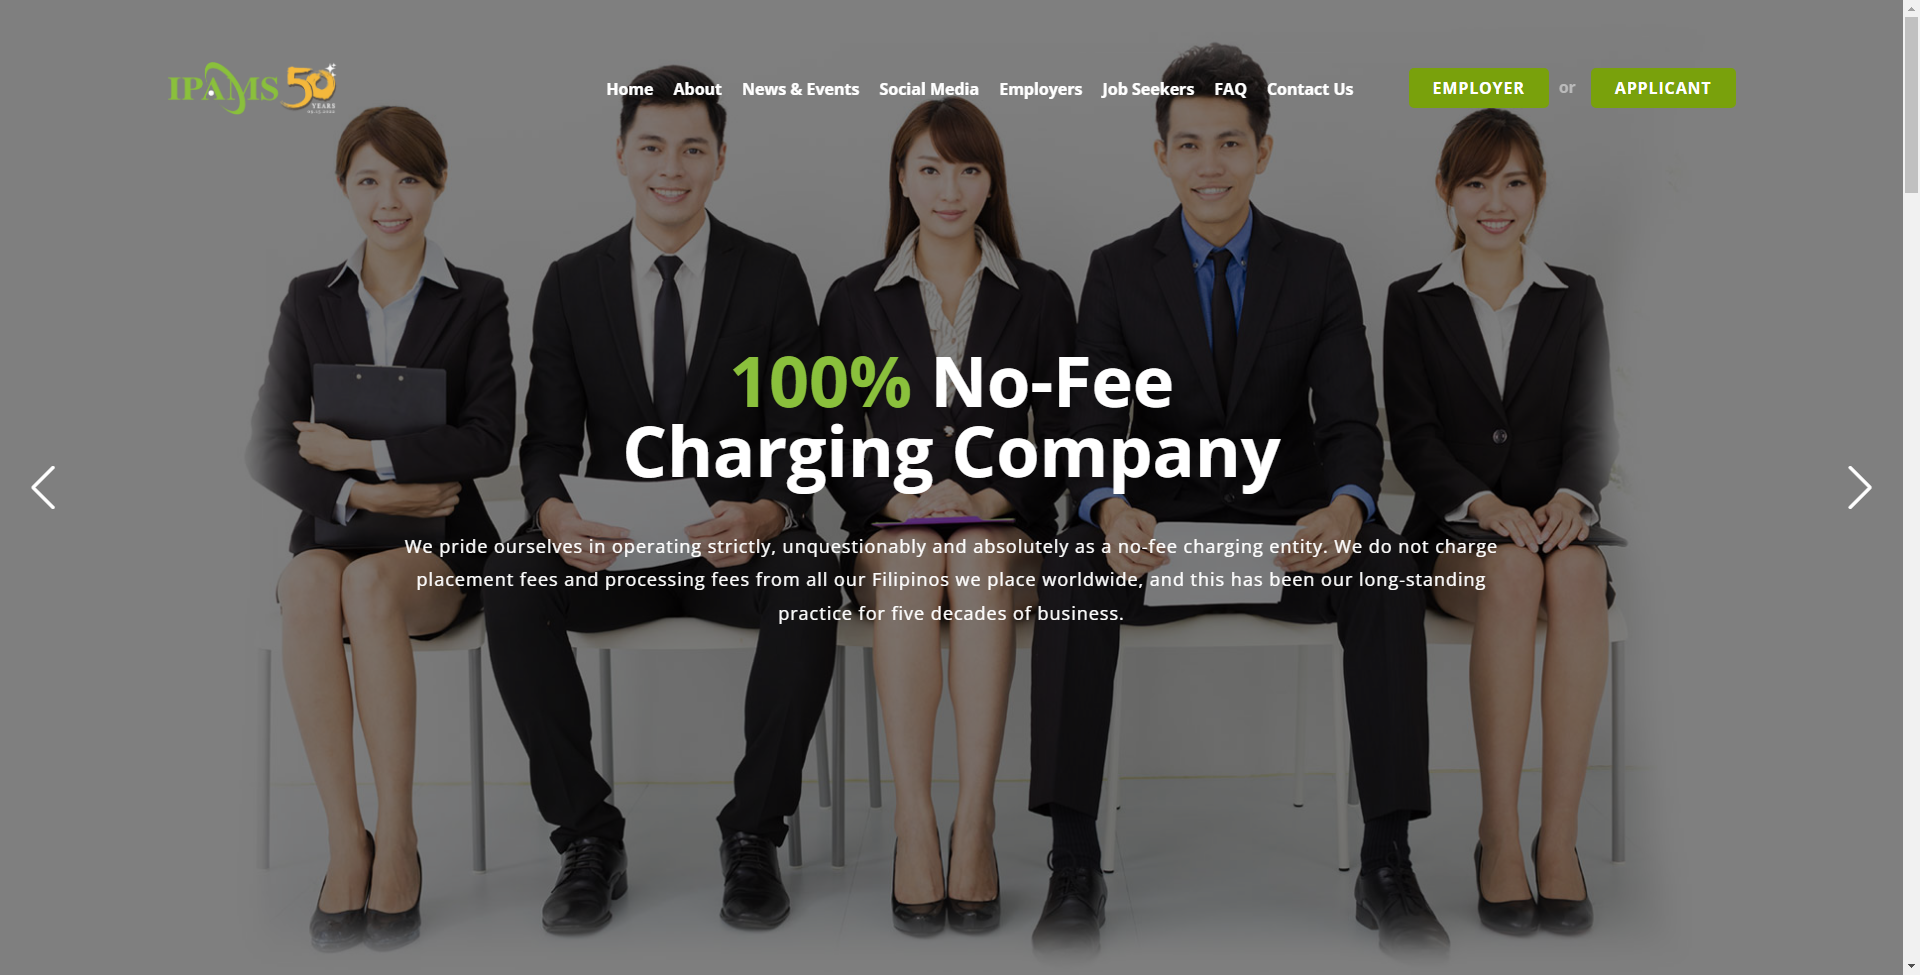 IPAMS 50
YEARS
Home About News & Events Social Media Employers Job Seekers FAQ Contact Us
EMPLOYER or APPLICANT
100% No-Fee
Charging Company
We pride ourselves in operating strictly, unquestionably and absolutely as a no-fee charging entity. We do not charge
placement fees and processing fees from all our Filipinos we place worldwide, and this has been our long-standing
practice for five decades of business.